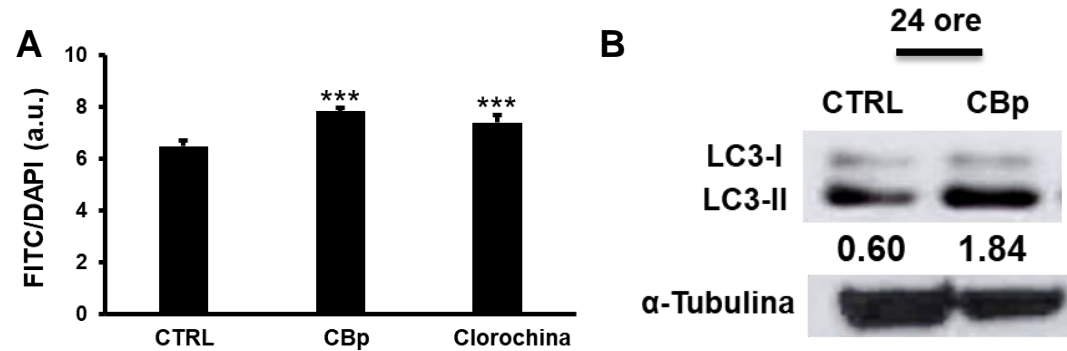 A
FITC/DAPI (a.u.)
10
8
6
4
2
0
***
***
CTRL
CBp
Clorochina
B
24 ore
CTRL
CBp
LC3-I
LC3-II
0.60
1.84
α-Tubulina